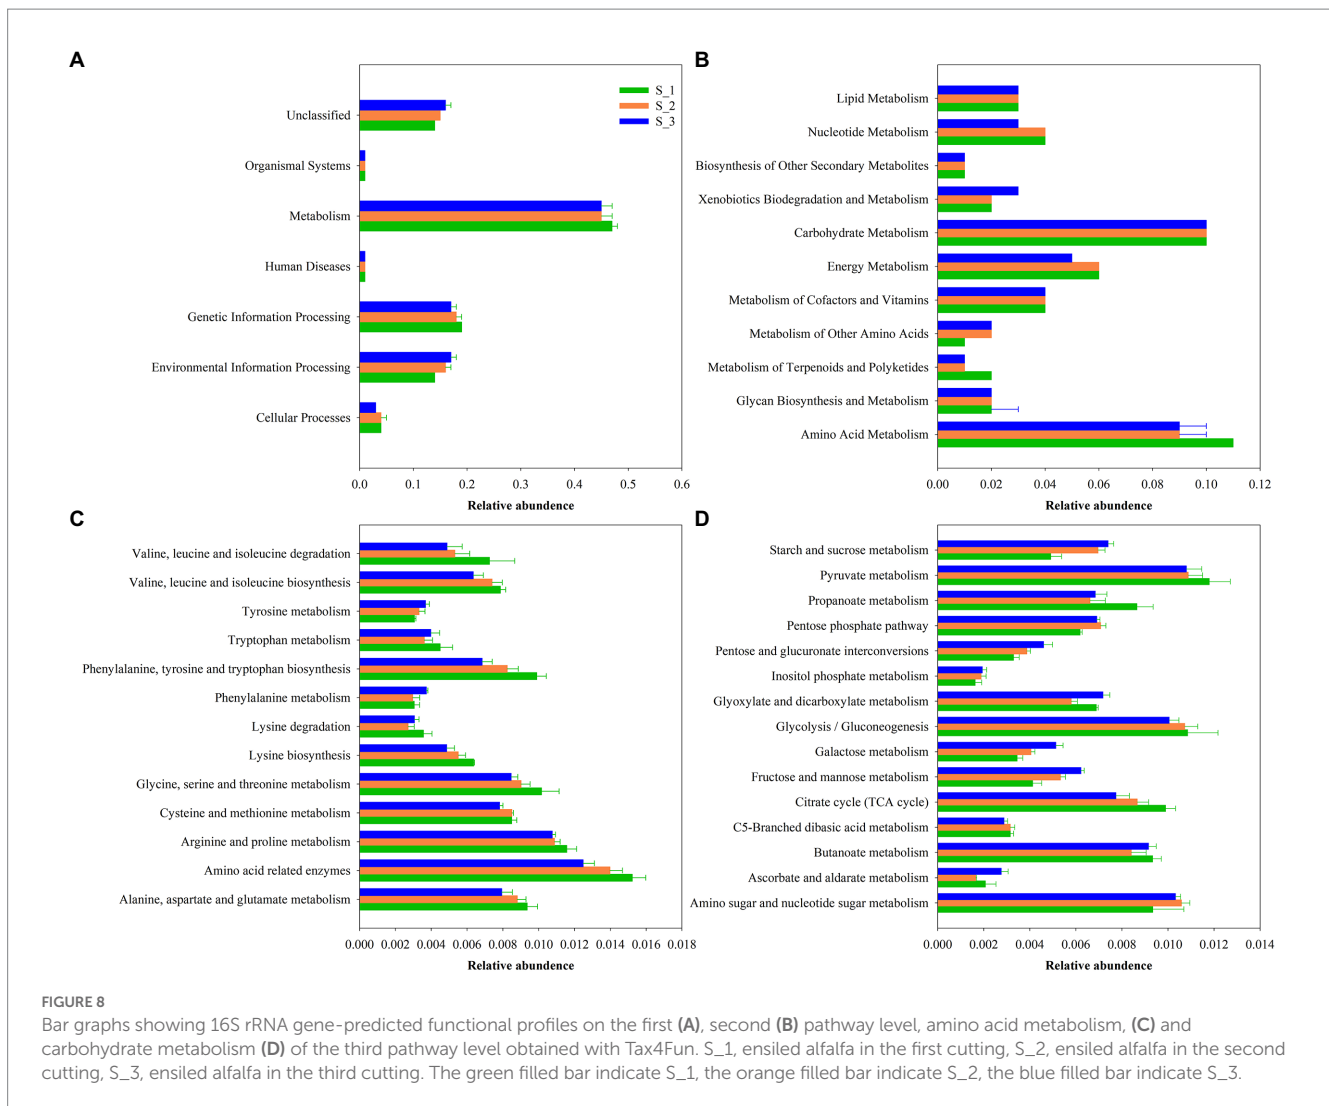 A
Unclassified
Organismal Systems
Metabolism
Human Diseases
Genetic Information Processing
Environmental Information Processing
Cellular Processes
S_1
S_2
S_3
0.0 0.1 0.2 0.3 0.4 0.5 0.6
Relative abundance
B
Lipid Metabolism
Nucleotide Metabolism
Biosynthesis of Other Secondary Metabolites
Xenobiotics Biodegradation and Metabolism
Carbohydrate Metabolism
Energy Metabolism
Metabolism of Cofactors and Vitamins
Metabolism of Other Amino Acids
Metabolism of Terpenoids and Polyketides
Glycan Biosynthesis and Metabolism
Amino Acid Metabolism
0.00 0.02 0.04 0.06 0.08 0.10 0.12
Relative abundance
C
Valine, leucine and isoleucine degradation
Valine, leucine and isoleucine biosynthesis
Tyrosine metabolism
Tryptophan metabolism
Phenylalanine, tyrosine and tryptophan biosynthesis
Phenylalanine metabolism
Lysine degradation
Lysine biosynthesis
Glycine, serine and threonine metabolism
Cysteine and methionine metabolism
Arginine and proline metabolism
Amino acid related enzymes
Alanine, aspartate and glutamate metabolism
0.000 0.002 0.004 0.006 0.008 0.010 0.012 0.014 0.016 0.018
Relative abundance
D
Starch and sucrose metabolism
Pyruvate metabolism
Propanoate metabolism
Pentose phosphate pathway
Pentose and glucuronate interconversions
Inositol phosphate metabolism
Glyoxylate and dicarboxylate metabolism
Glycolysis / Gluconeogenesis
Galactose metabolism
Fructose and mannose metabolism
Citrate cycle (TCA cycle)
C5-Branched dibasic acid metabolism
Butanoate metabolism
Ascorbate and aldarate metabolism
Amino sugar and nucleotide sugar metabolism
0.000 0.002 0.004 0.006 0.008 0.010 0.012 0.014
Relative abundance
FIGURE 8
Bar graphs showing 16S rRNA gene-predicted functional profiles on the first (A), second (B) pathway level, amino acid metabolism, (C) and
carbohydrate metabolism (D) of the third pathway level obtained with Tax4Fun. S_1, ensiled alfalfa in the first cutting, S_2, ensiled alfalfa in the second
cutting, S_3, ensiled alfalfa in the third cutting. The green filled bar indicate S_1, the orange filled bar indicate S_2, the blue filled bar indicate S_3.